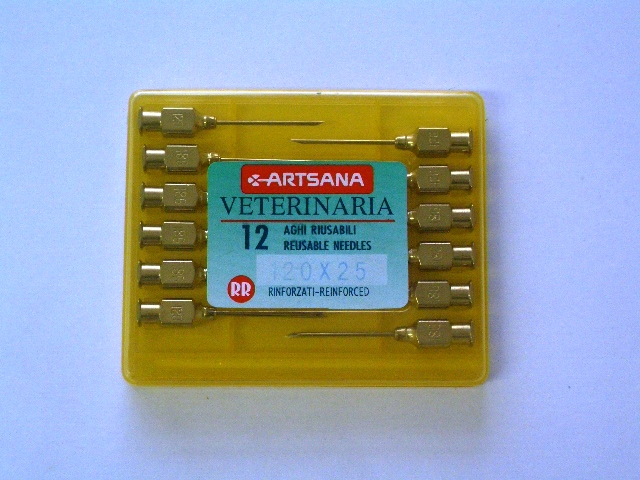 ARTSANA
VETERINARIA
12 AGHI RIUSABILI
REUSABLE NEEDLES
120X25
RR RINFORZATI-REINFORCED